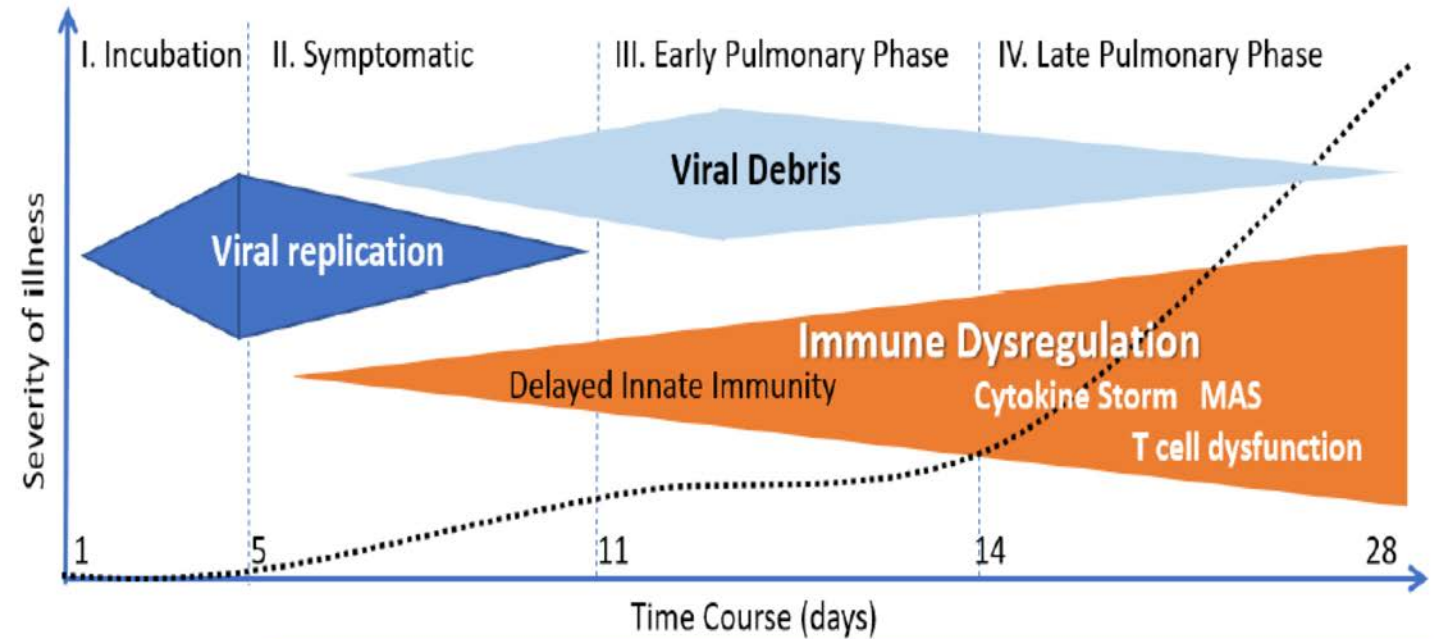 I. Incubation
II. Symptomatic
III. Early Pulmonary Phase
IV. Late Pulmonary Phase
Viral Debris
Viral replication
Immune Dysregulation
Delayed Innate Immunity
Cytokine Storm MAS
T cell dysfunction
Severity of illness
1
5
11
14
28
Time Course (days)